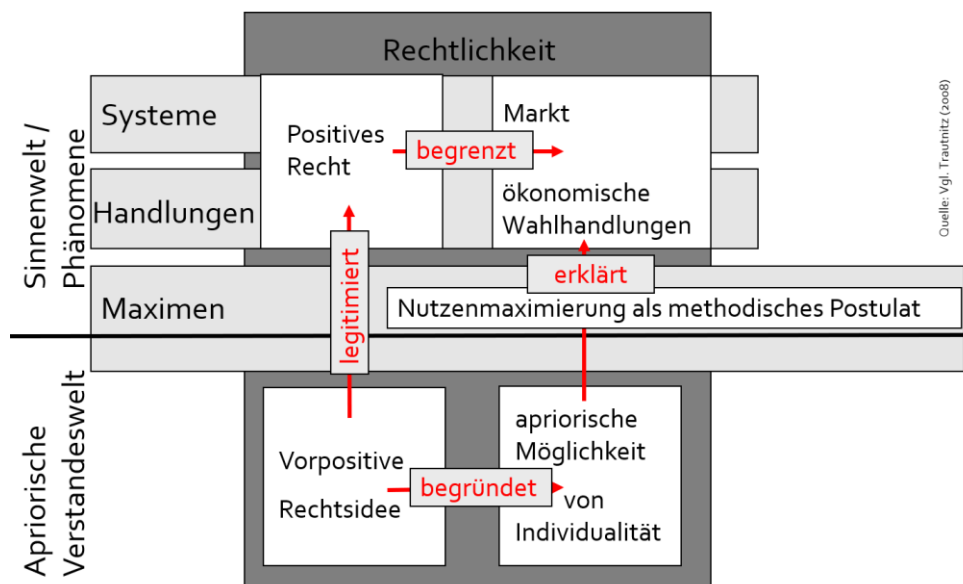 Rechtlichkeit
Sinnenwelt /
Phänomene
Systeme
Positives
Recht
begrenzt
Markt
Handlungen
ökonomische
Wahlhandlungen
legitimiert
erklärt
Maximen
Nutzenmaximierung als methodisches Postulat
Apriorische
Verstandeswelt
Vorpositive
Rechtsidee
begründet
apriorische
Möglichkeit
von
Individualität
Quelle: Vgl. Trautnitz (2008)